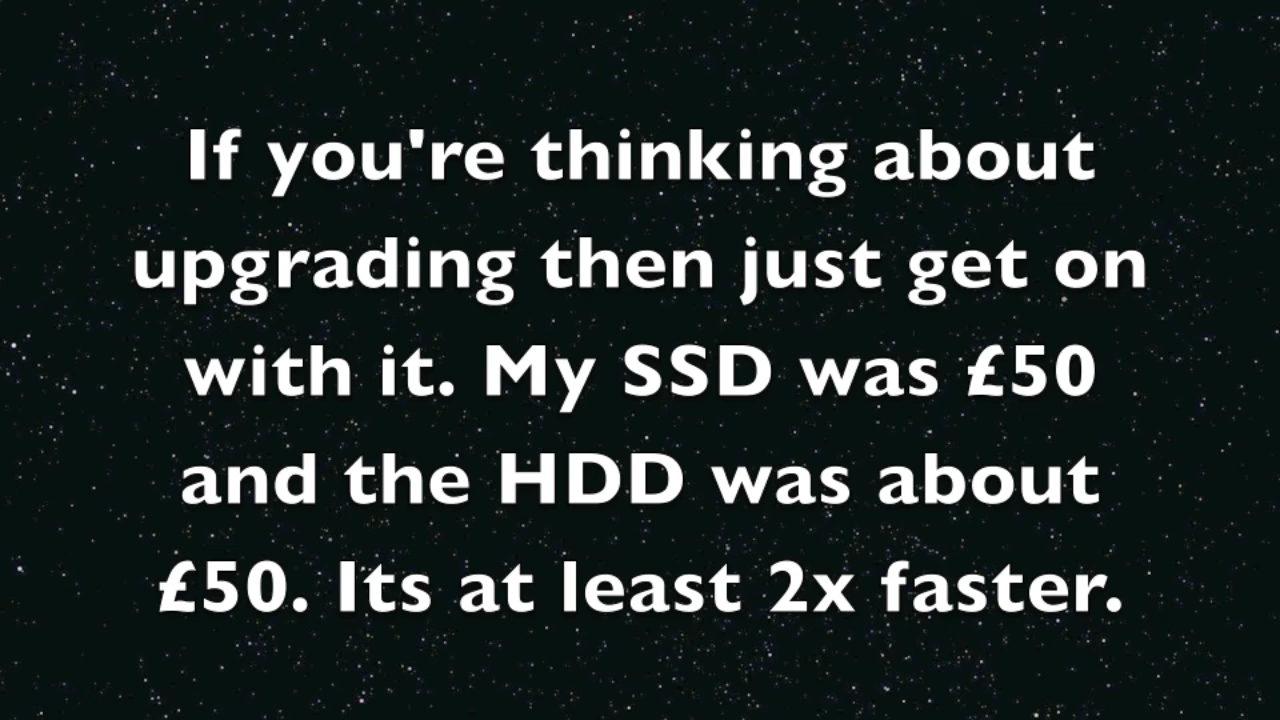 If you're thinking about
upgrading then just get on
with it. My SSD was £50
and the HDD was about
£50. Its at least 2x faster.